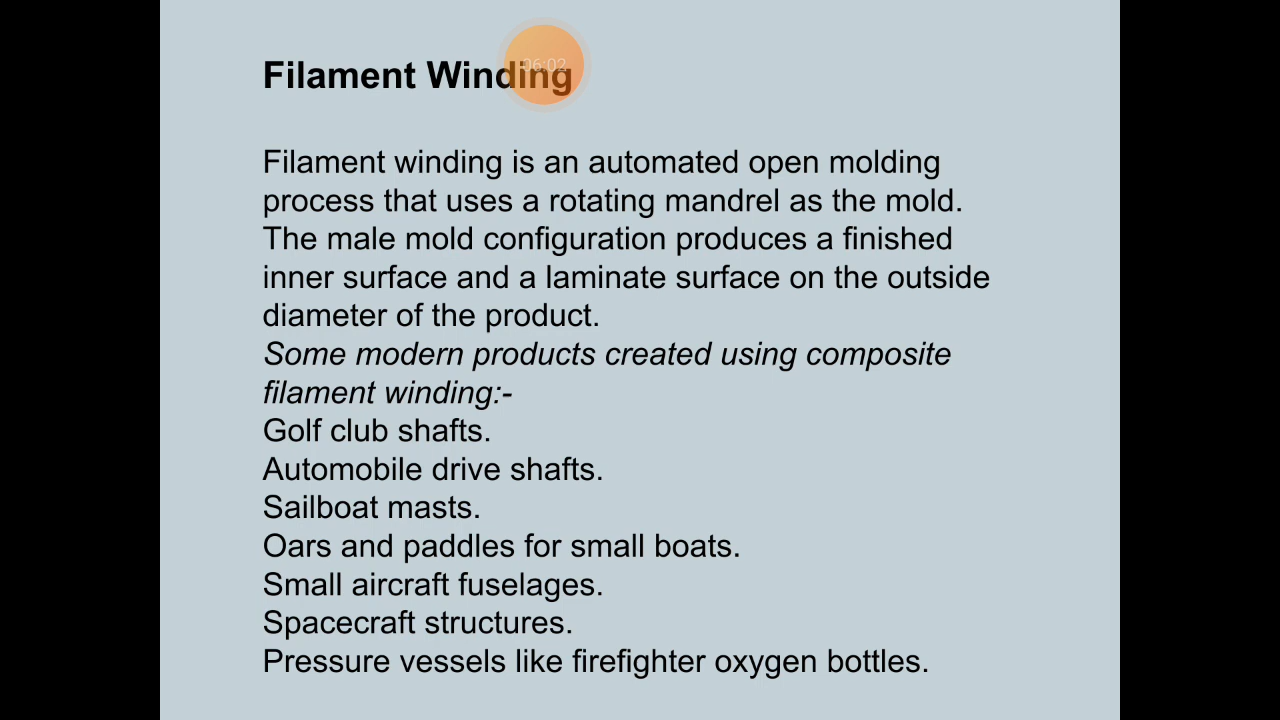 Filament Winding
06:02
Filament winding is an automated open molding
process that uses a rotating mandrel as the mold.
The male mold configuration produces a finished
inner surface and a laminate surface on the outside
diameter of the product.
Some modern products created using composite
filament winding:-
Golf club shafts.
Automobile drive shafts.
Sailboat masts.
Oars and paddles for small boats.
Small aircraft fuselages.
Spacecraft structures.
Pressure vessels like firefighter oxygen bottles.